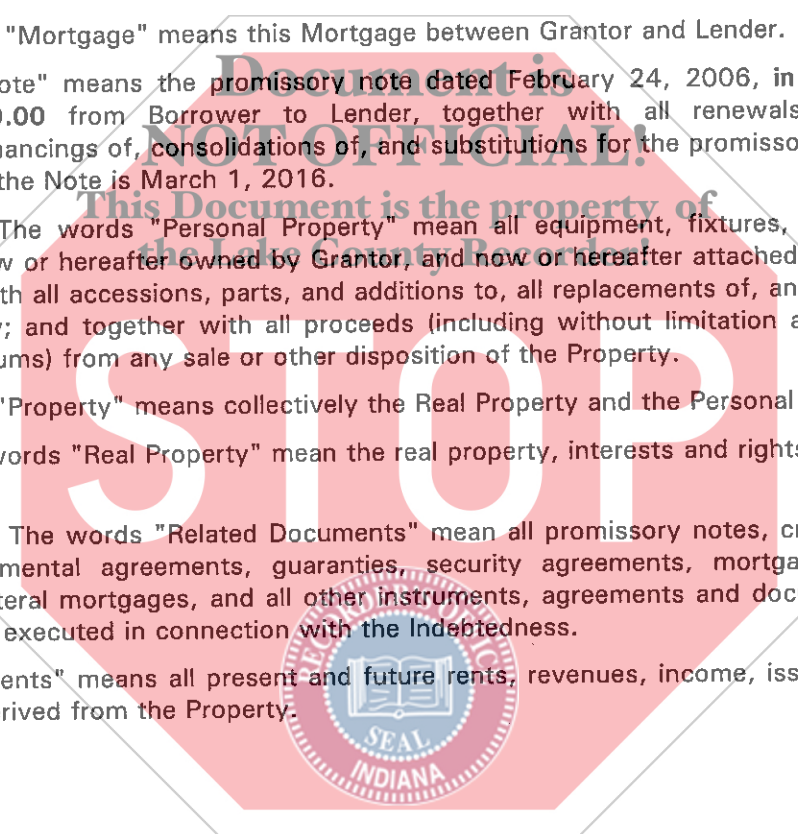 "Mortgage" means this Mortgage between Grantor and Lender.
Document is
ote" means the promissory note dated February 24, 2006, in
0.00 from Borrower to Lender, together with all renewals
NOT OFFICIAL!
nancings of, consolidations of, and substitutions for the promisso
the Note is March 1, 2016.
This Document is the property of
The words "Personal Property" mean all equipment, fixtures,
the Lake County Recorder!
w or hereafter owned by Grantor, and now or hereafter attached
th all accessions, parts, and additions to, all replacements of, an
; and together with all proceeds (including without limitation a
ums) from any sale or other disposition of the Property.
STOP
"Property" means collectively the Real Property and the Personal
words "Real Property" mean the real property, interests and rights
The words "Related Documents" mean all promissory notes, cr
mental agreements, guaranties, security agreements, mortga
teral mortgages, and all other instruments, agreements and doc
executed in connection with the Indebtedness.
RECORDER'S OFFICE
ents" means all present and future rents, revenues, income, iss
rived from the Property.
SEAL
INDIANA